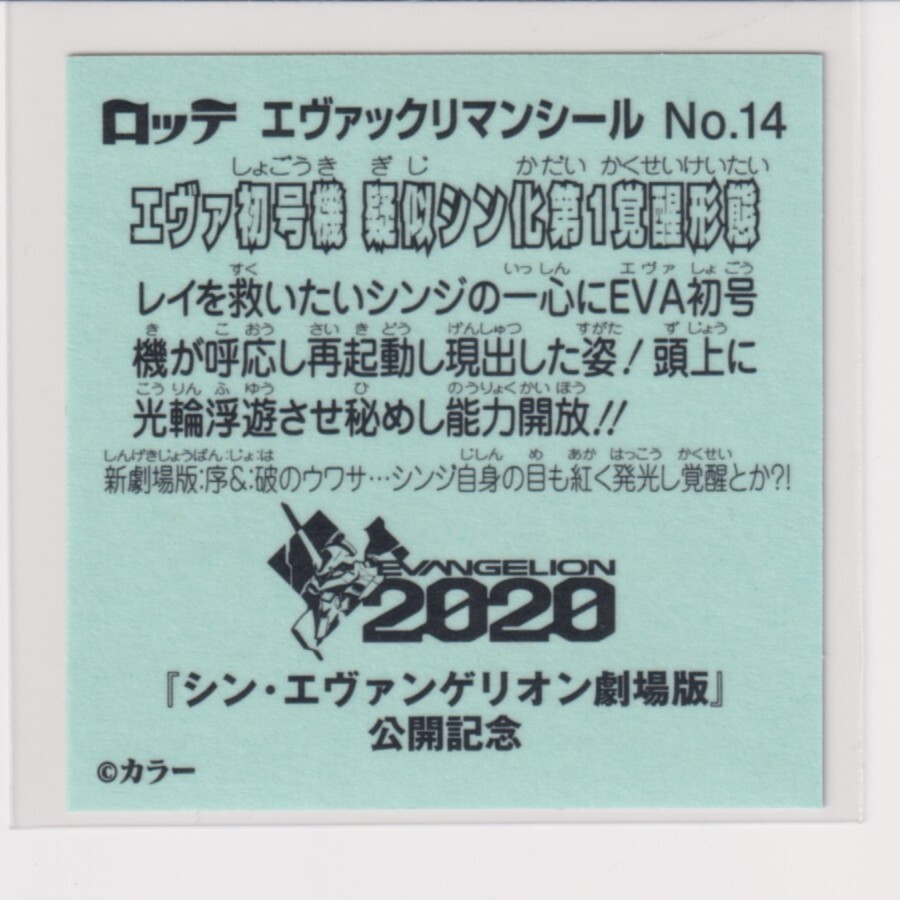 ロッテ エヴァックリマンシール No.14
しょごうき ぎじ かだい かくせいけいたい
エヴァ初号機 疑似シン化第1覚醒形態
すく いっしん エヴァ しょごう
レイを救いたいシンジの一心にEVA初号
き こおう さいきどう げんしゅつ すがた ずじょう
機が呼応し再起動し現出した姿!頭上に
こうりんふゆう ひ のうりょくかいほう
光輪浮遊させ秘めし能力開放!!
しんげきじょうばん:じょ:は じしん め あか はっこう かくせい
新劇場版:序&:破のウワサ…シンジ自身の目も紅く発光し覚醒とか?!
EVANGELION
2020
『シン・エヴァンゲリオン劇場版』
公開記念
©カラー